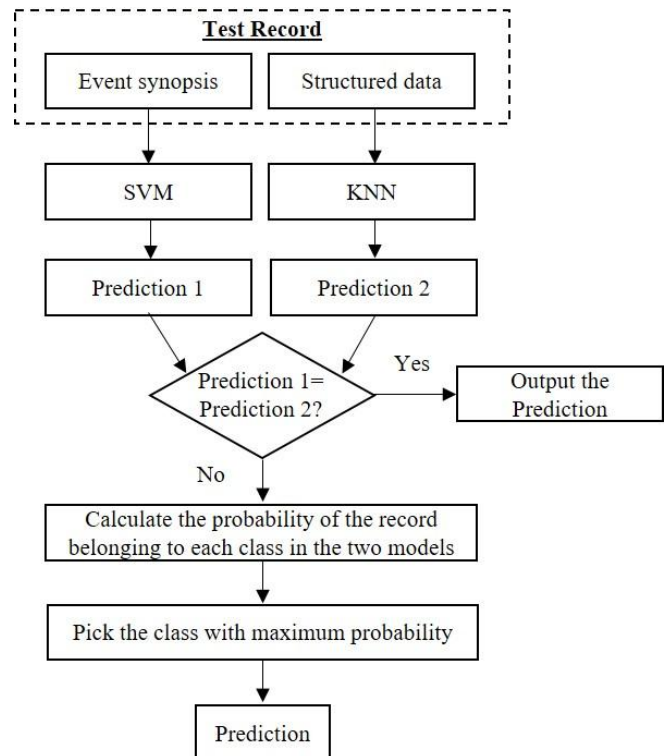 Test Record
Event synopsis
Structured data
SVM
KNN
Prediction 1
Prediction 2
Prediction 1=
Prediction 2?
Yes
Output the
Prediction
No
Calculate the probability of the record
belonging to each class in the two models
Pick the class with maximum probability
Prediction